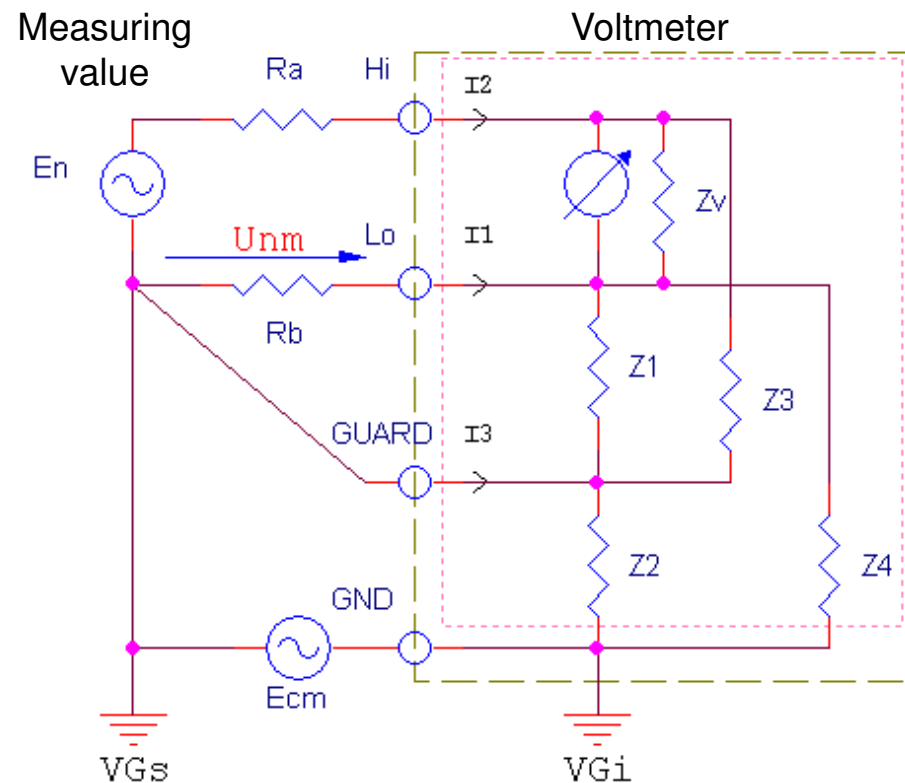 Measuring
value
Voltmeter
Ra
Hi
I2
En
Zv
Unm
Lo
I1
Rb
Z1
Z3
GUARD
I3
Z2
Z4
GND
Ecm
VGs
VGi